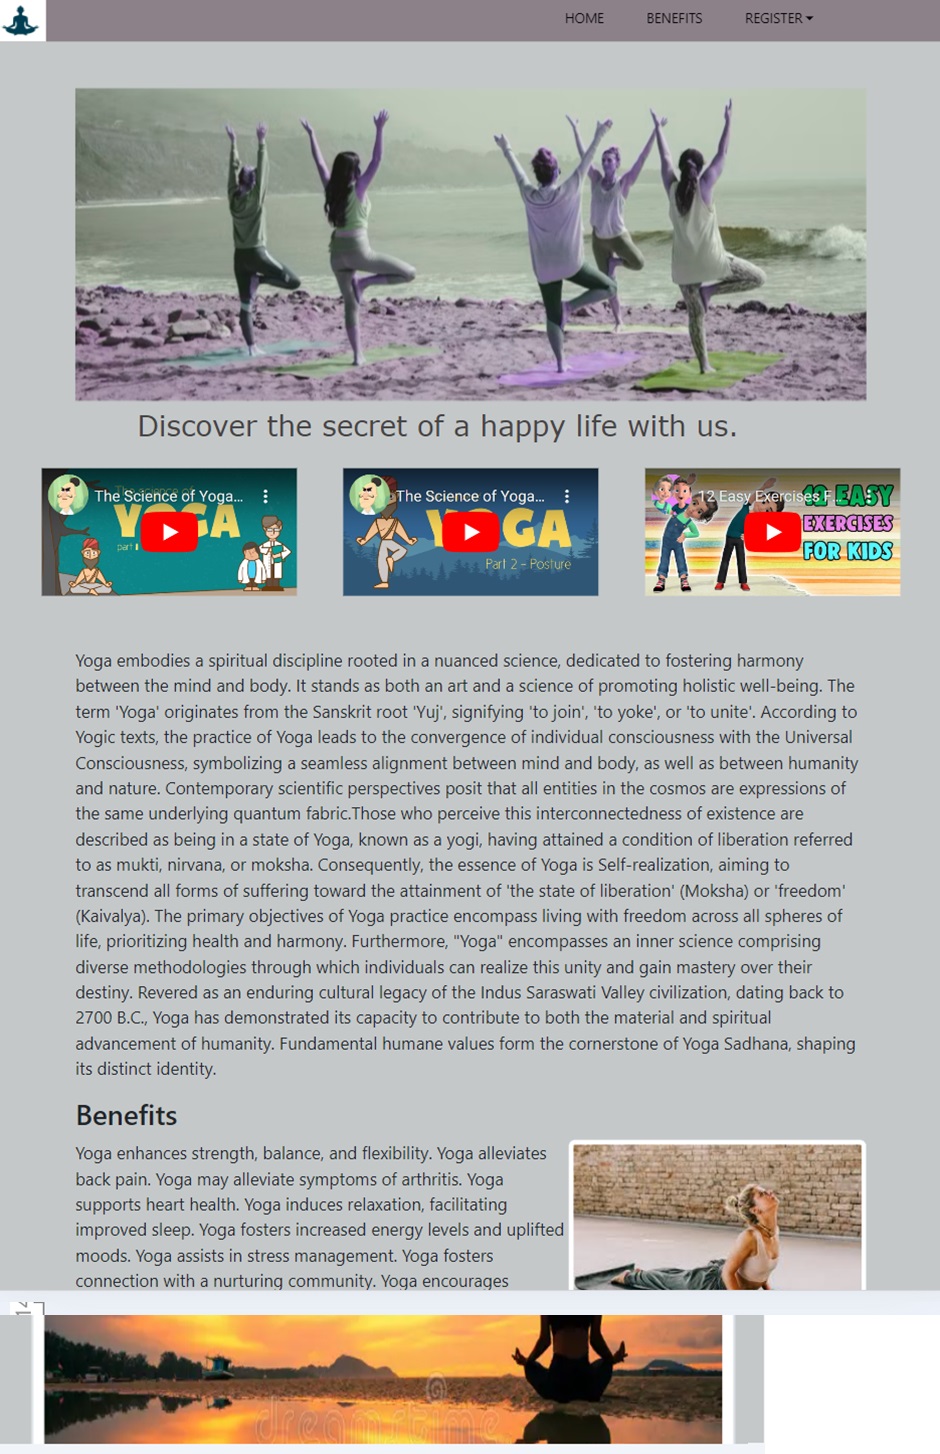 HOME BENEFITS REGISTER
Discover the secret of a happy life with us.
The Science of Yoga...
YOGA
part I
The Science of Yoga...
YOGA
Part 2 - Posture
12 Easy Exercises F...
12 EASY
EXERCISES
FOR KIDS
Yoga embodies a spiritual discipline rooted in a nuanced science, dedicated to fostering harmony
between the mind and body. It stands as both an art and a science of promoting holistic well-being. The
term 'Yoga' originates from the Sanskrit root 'Yuj', signifying 'to join', 'to yoke', or 'to unite'. According to
Yogic texts, the practice of Yoga leads to the convergence of individual consciousness with the Universal
Consciousness, symbolizing a seamless alignment between mind and body, as well as between humanity
and nature. Contemporary scientific perspectives posit that all entities in the cosmos are expressions of
the same underlying quantum fabric.Those who perceive this interconnectedness of existence are
described as being in a state of Yoga, known as a yogi, having attained a condition of liberation referred
to as mukti, nirvana, or moksha. Consequently, the essence of Yoga is Self-realization, aiming to
transcend all forms of suffering toward the attainment of 'the state of liberation' (Moksha) or 'freedom'
(Kaivalya). The primary objectives of Yoga practice encompass living with freedom across all spheres of
life, prioritizing health and harmony. Furthermore, "Yoga" encompasses an inner science comprising
diverse methodologies through which individuals can realize this unity and gain mastery over their
destiny. Revered as an enduring cultural legacy of the Indus Saraswati Valley civilization, dating back to
2700 B.C., Yoga has demonstrated its capacity to contribute to both the material and spiritual
advancement of humanity. Fundamental humane values form the cornerstone of Yoga Sadhana, shaping
its distinct identity.
Benefits
Yoga enhances strength, balance, and flexibility. Yoga alleviates
back pain. Yoga may alleviate symptoms of arthritis. Yoga
supports heart health. Yoga induces relaxation, facilitating
improved sleep. Yoga fosters increased energy levels and uplifted
moods. Yoga assists in stress management. Yoga fosters
connection with a nurturing community. Yoga encourages
12
dreamstime